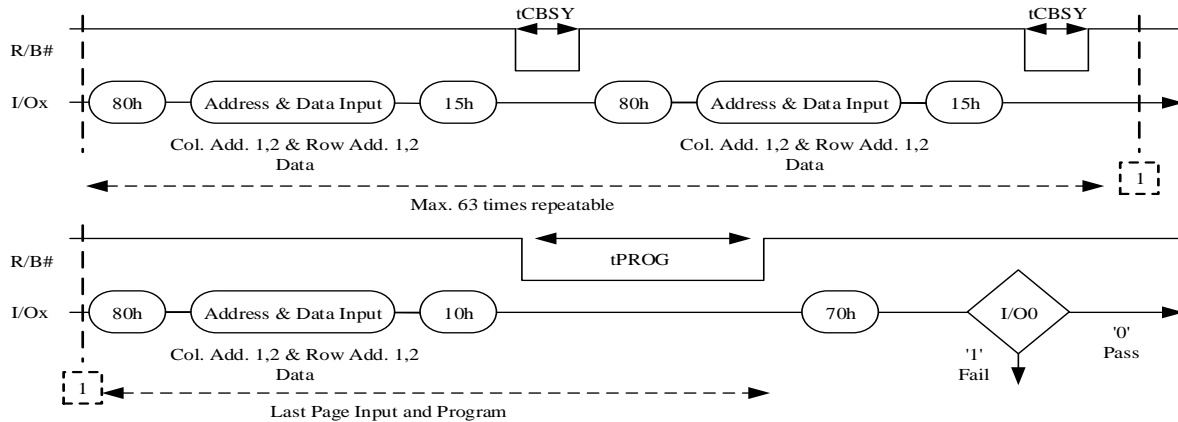 tCBSY tCBSY
R/B#
I/Ox 80h Address & Data Input 15h 80h Address & Data Input 15h
Col. Add. 1,2 & Row Add. 1,2 Col. Add. 1,2 & Row Add. 1,2
Data Data
1
Max. 63 times repeatable
R/B# tPROG
I/Ox 80h Address & Data Input 10h 70h I/O0
'0'
Col. Add. 1,2 & Row Add. 1,2 '1' Pass
Data Fail
1
Last Page Input and Program